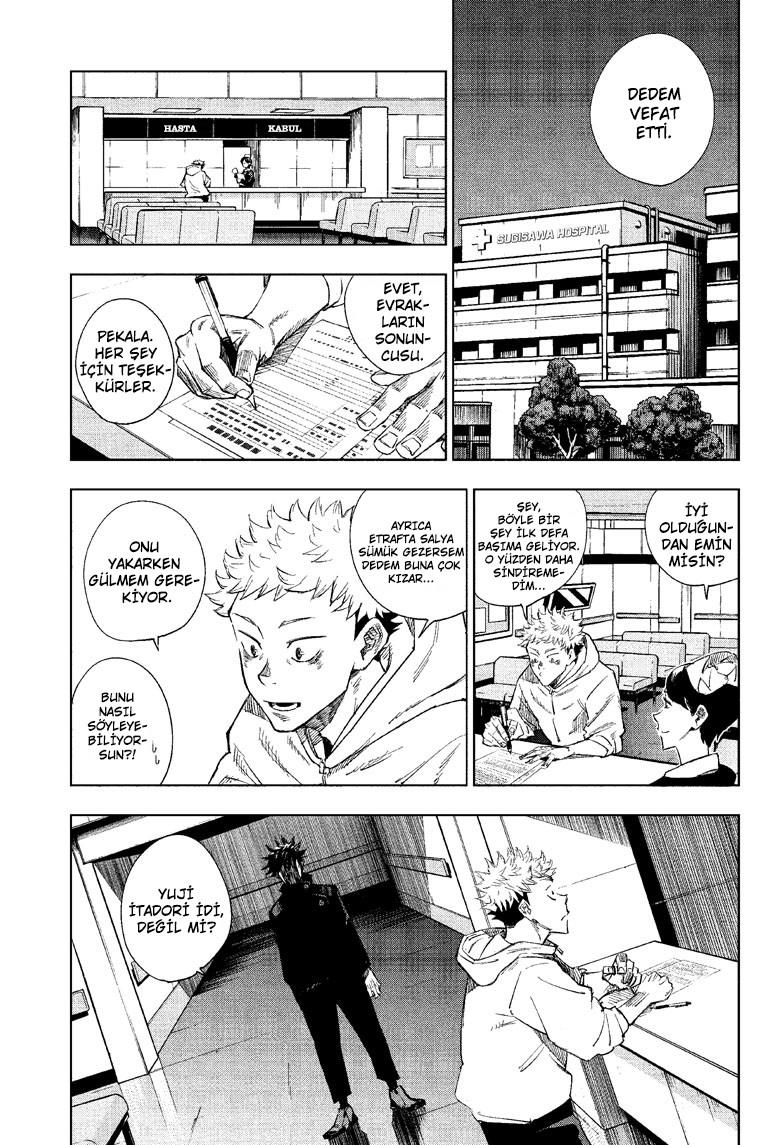 DEDEM
VEFAT
ETTİ.
SUGISAWA HOSPITAL
HASTA KABUL
EVET,
EVRAK-
LARIN
SONUN-
CUSU.
PEKALA.
HER ŞEY
İÇİN TEŞEK-
KÜRLER.
İYİ
OLDUĞUN-
DAN EMİN
MİSİN?
ŞEY,
BÖYLE BİR
ŞEY İLK DEFA
BAŞIMA GELİYOR.
O YÜZDEN DAHA
SİNDİREME-
DİM...
AYRICA
ETRAFTA SALYA
SÜMÜK GEZERSEM
DEDEM BUNA ÇOK
KIZAR...
ONU
YAKARKEN
GÜLMEM GERE-
KİYOR.
BUNU
NASIL
SÖYLEYE-
BİLİYOR-
SUN?!
YUJİ
İTADORİ İDİ,
DEĞİL Mİ?